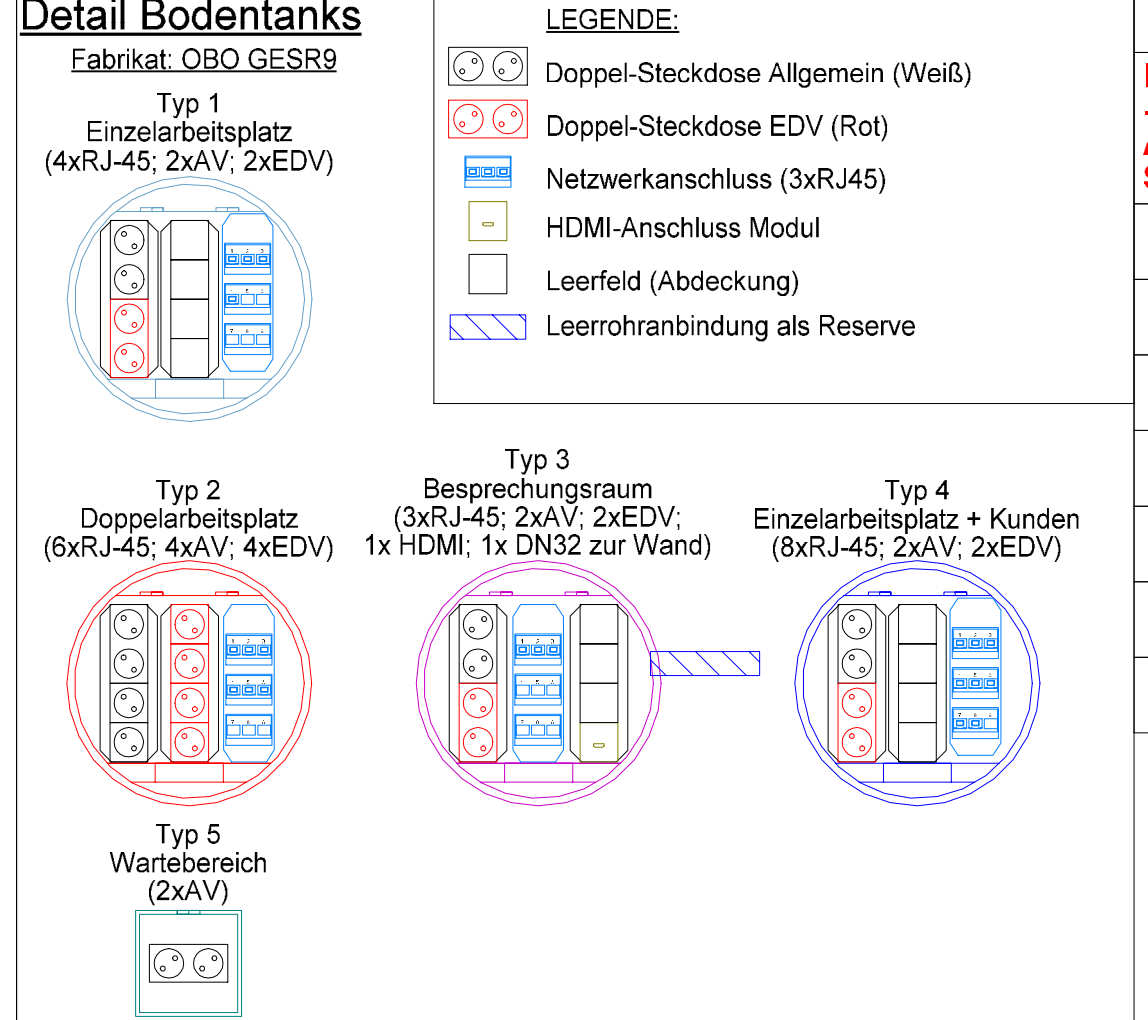 Detail Bodentanks
Fabrikat: OBO GESR9
Typ 1
Einzelarbeitsplatz
(4xRJ-45; 2xAV; 2xEDV)
LEGENDE:
Doppel-Steckdose Allgemein (Weiß)
Doppel-Steckdose EDV (Rot)
Netzwerkanschluss (3xRJ45)
HDMI-Anschluss Modul
Leerfeld (Abdeckung)
Leerrohranbindung als Reserve
Typ 2
Doppelarbeitsplatz
(6xRJ-45; 4xAV; 4xEDV)
Typ 3
Besprechungsraum
(3xRJ-45; 2xAV; 2xEDV;
1x HDMI; 1x DN32 zur Wand)
Typ 4
Einzelarbeitsplatz + Kunden
(8xRJ-45; 2xAV; 2xEDV)
Typ 5
Wartebereich
(2xAV)